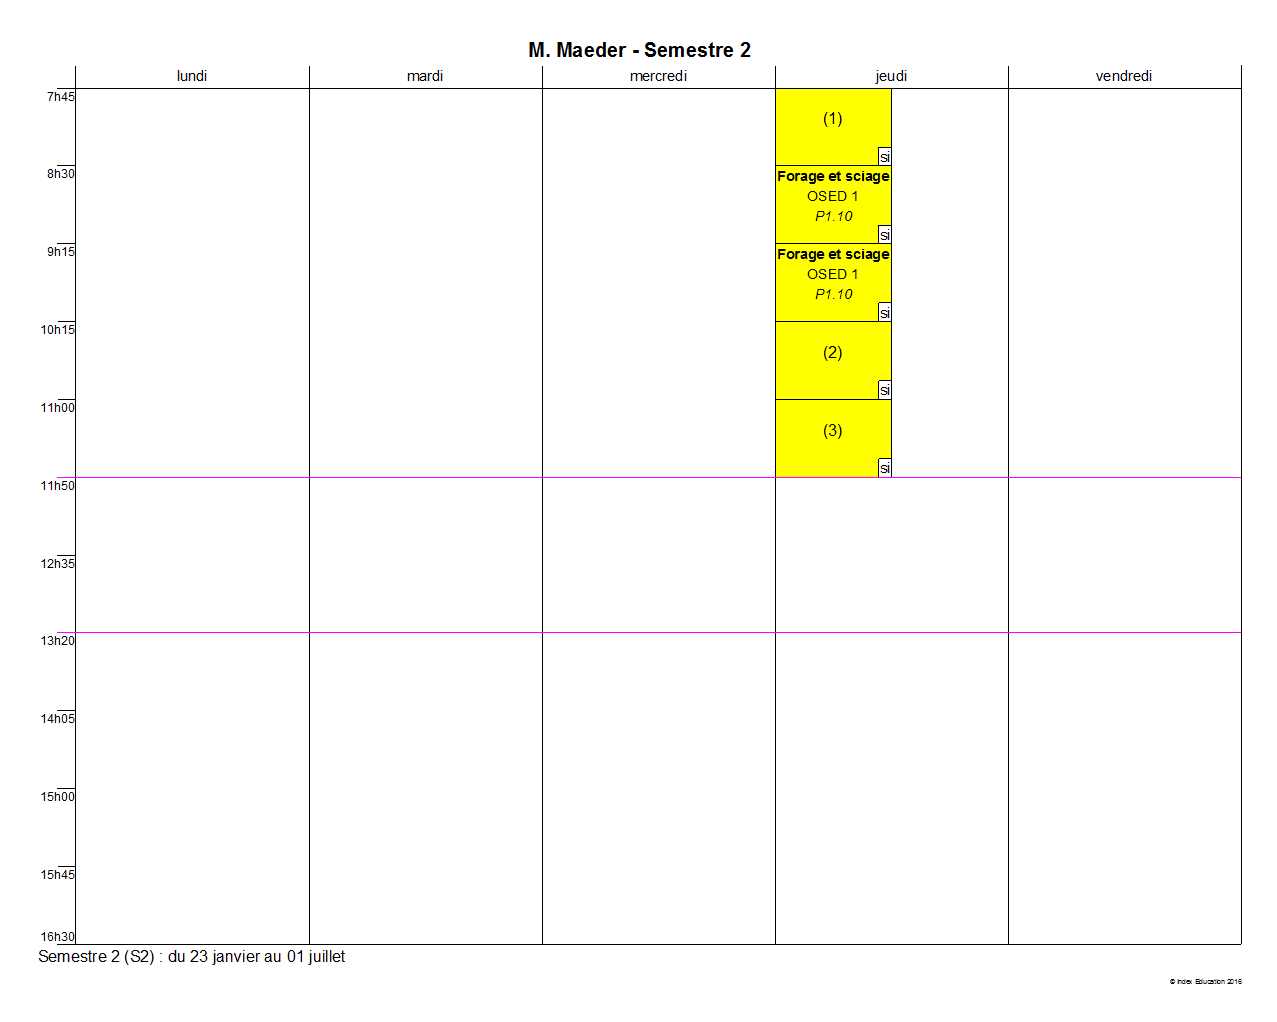 M. Maeder - Semestre 2
lundi mardi mercredi jeudi vendredi
7h45
(1)
si
8h30
Forage et sciage
OSED 1
P1.10
si
9h15
Forage et sciage
OSED 1
P1.10
si
10h15
(2)
si
11h00
(3)
si
11h50
12h35
13h20
14h05
15h00
15h45
16h30
Semestre 2 (S2) : du 23 janvier au 01 juillet
© Index Education 2016